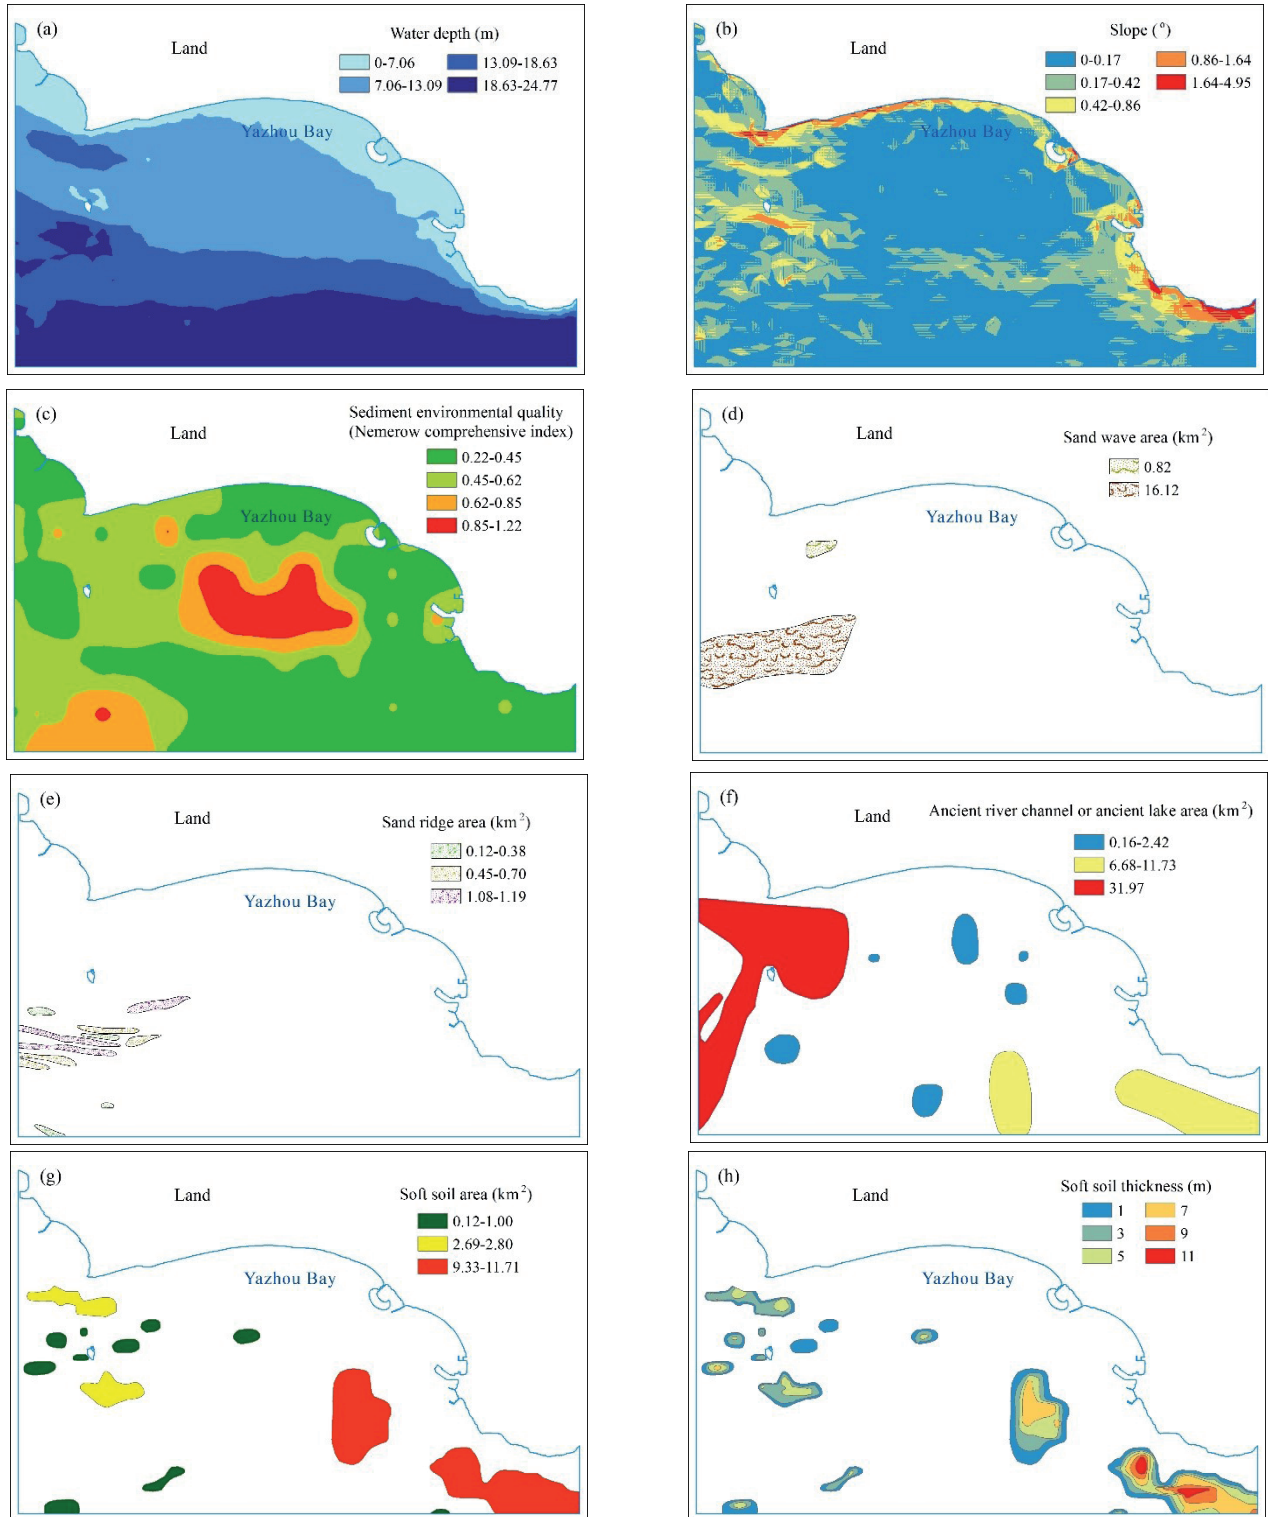 (a)
Land
Water depth (m)
0-7.06
13.09-18.63
7.06-13.09
18.63-24.77
Yazhou Bay
(b)
Land
Slope (°)
0-0.17
0.86-1.64
0.17-0.42
1.64-4.95
0.42-0.86
Yazhou Bay
(c)
Land
Sediment environmental quality
(Nemerow comprehensive index)
0.22-0.45
0.45-0.62
0.62-0.85
0.85-1.22
Yazhou Bay
(d)
Land
Sand wave area (km²)
0.82
16.12
Yazhou Bay
(e)
Land
Sand ridge area (km²)
0.12-0.38
0.45-0.70
1.08-1.19
Yazhou Bay
(f)
Land
Ancient river channel or ancient lake area (km²)
0.16-2.42
6.68-11.73
31.97
(g)
Land
Soft soil area (km²)
0.12-1.00
2.69-2.80
9.33-11.71
Yazhou Bay
(h)
Land
Soft soil thickness (m)
1
7
3
9
5
11
Yazhou Bay